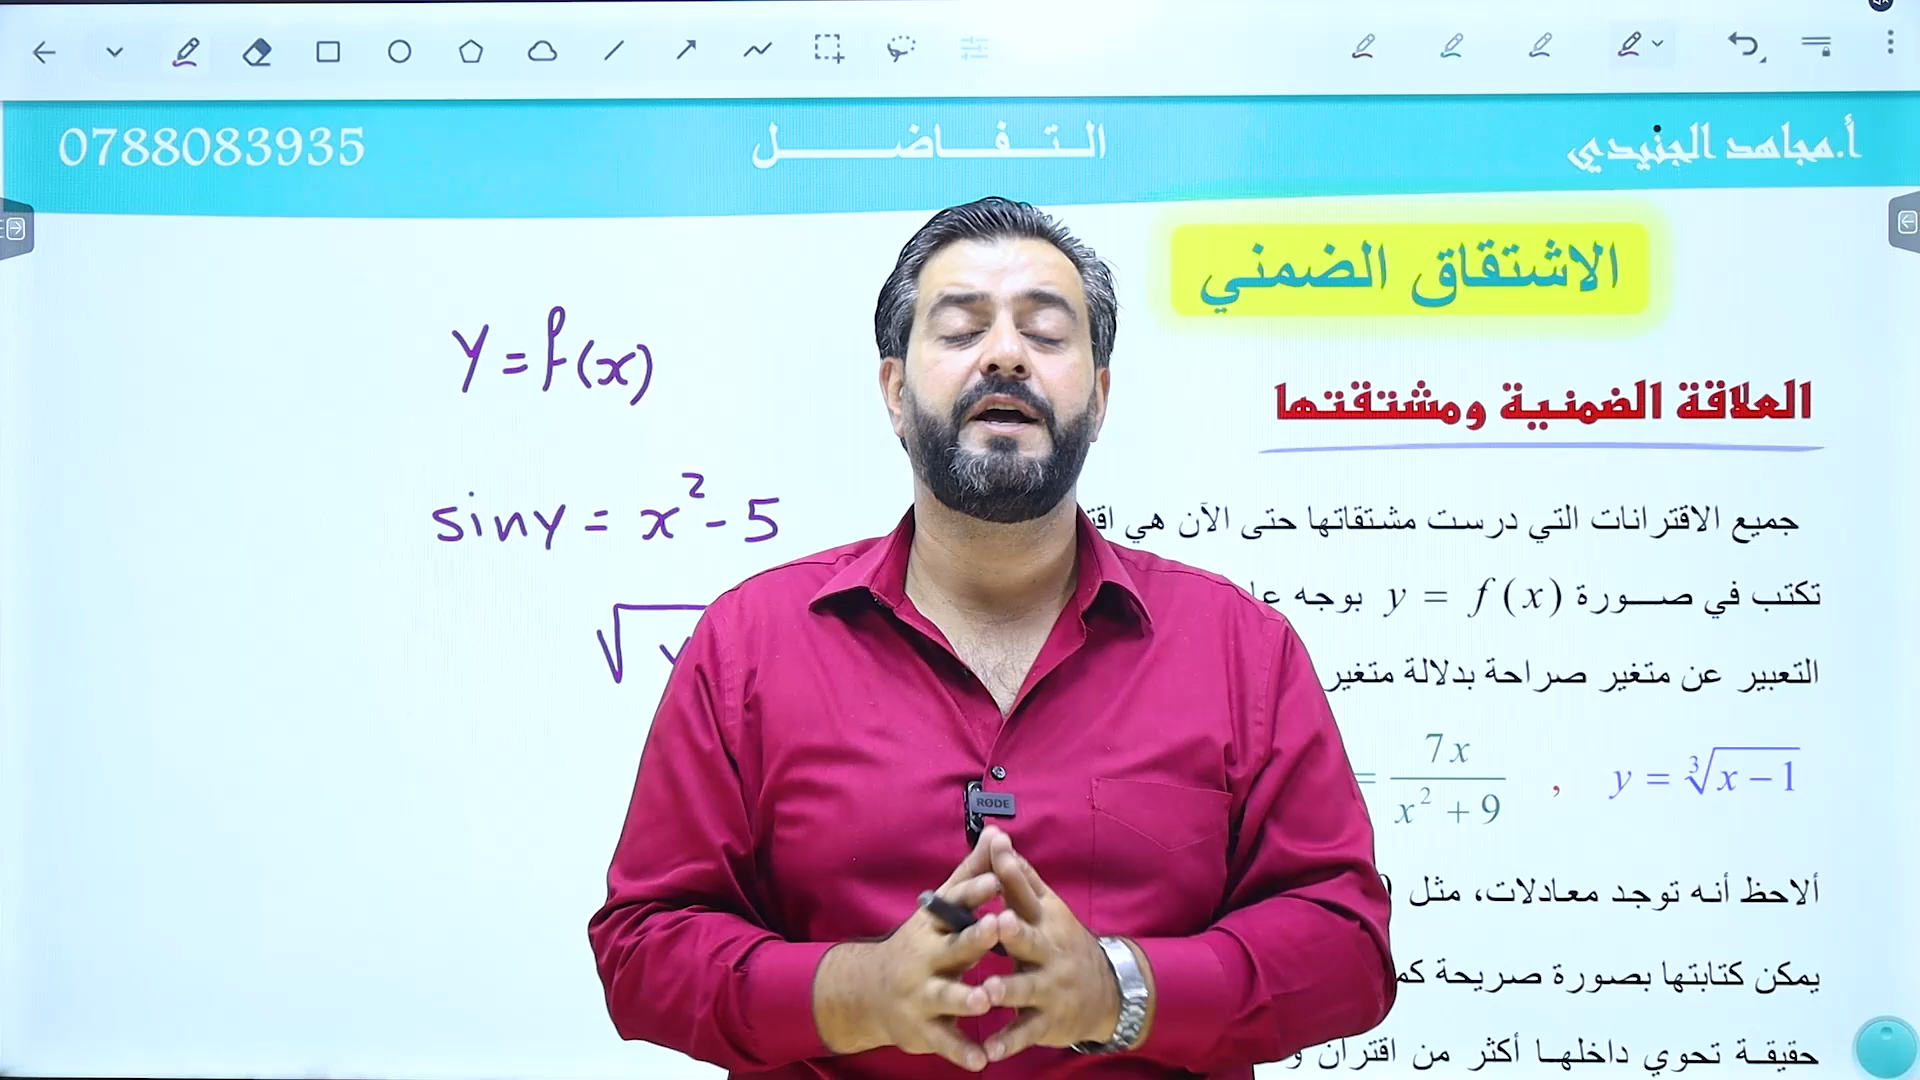 أ.مجاهد الجنيدي
التـفـاضـل
0788083935
الاشتقاق الضمني
العلاقة الضمنية ومشتقتها
جميع الاقترانات التي درست مشتقاتها حتى الآن هي
تكتب في صورة y = f(x) بوجه
التعبير عن متغير صراحة بدلالة متغير
y = ∛(x-1) , = 7x/(x²+9)
ألاحظ أنه توجد معادلات، مثل
يمكن كتابتها بصورة صريحة
حقيقة تحوي داخلها أكثر من اقتران
y = f(x)
sin y = x² - 5
RØDE